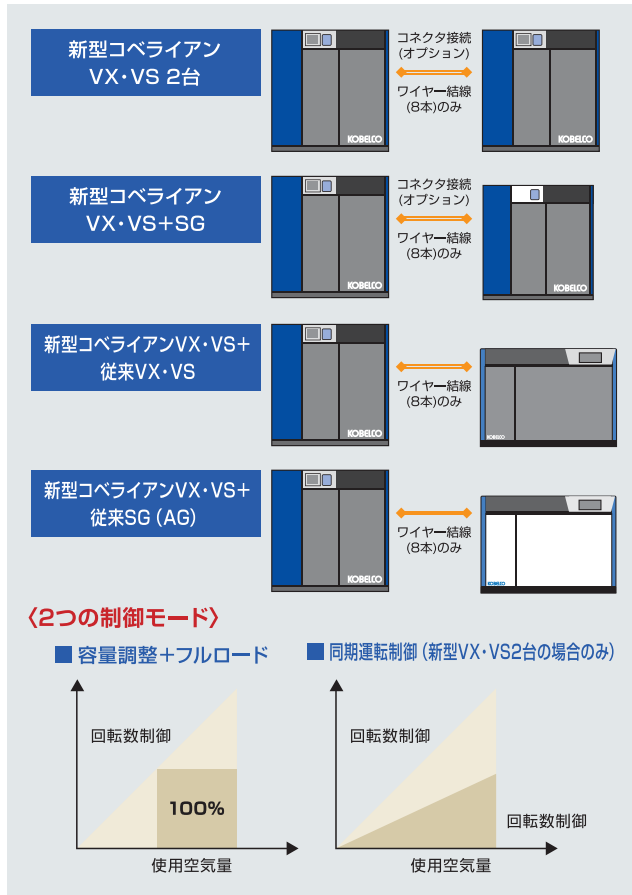 新型コベライアン
VX・VS 2台
KOBELCO
コネクタ接続
(オプション)
ワイヤー結線
(8本)のみ
KOBELCO
新型コベライアン
VX・VS+SG
KOBELCO
コネクタ接続
(オプション)
ワイヤー結線
(8本)のみ
KOBELCO
新型コベライアンVX・VS+
従来VX・VS
KOBELCO
ワイヤー結線
(8本)のみ
KOBELCO
新型コベライアンVX・VS+
従来SG(AG)
KOBELCO
ワイヤー結線
(8本)のみ
KOBELCO
〈2つの制御モード〉
■ 容量調整+フルロード
回転数制御
100%
使用空気量
■ 同期運転制御(新型VX・VS2台の場合のみ)
回転数制御
回転数制御
使用空気量